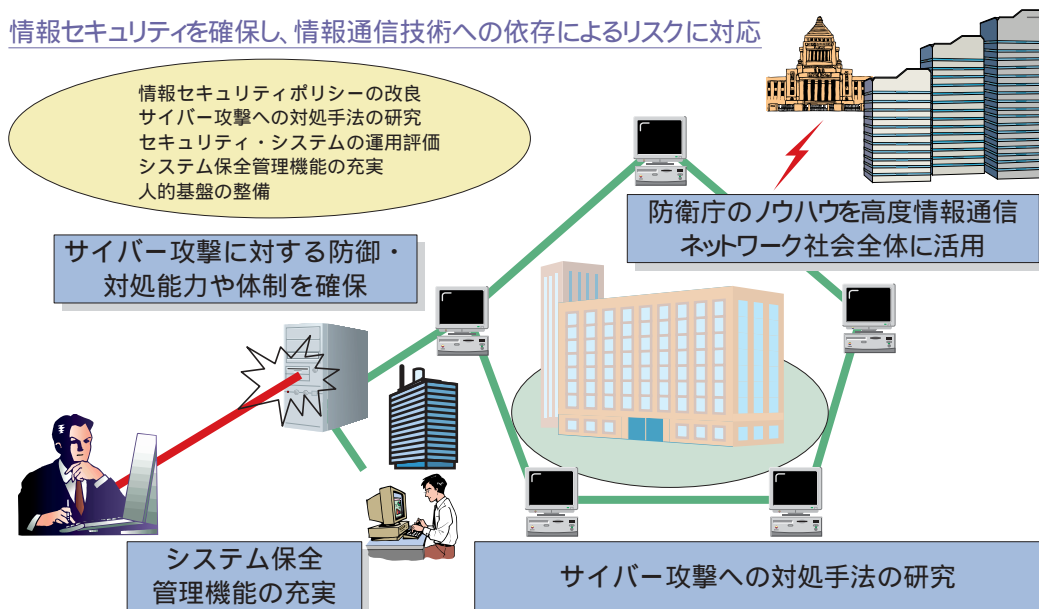 情報セキュリティを確保し、情報通信技術への依存によるリスクに対応
情報セキュリティポリシーの改良
サイバー攻撃への対処手法の研究
セキュリティ・システムの運用評価
システム保全管理機能の充実
人的基盤の整備
防衛庁のノウハウを高度情報通信
ネットワーク社会全体に活用
サイバー攻撃に対する防御・
対処能力や体制を確保
システム保全
管理機能の充実
サイバー攻撃への対処手法の研究